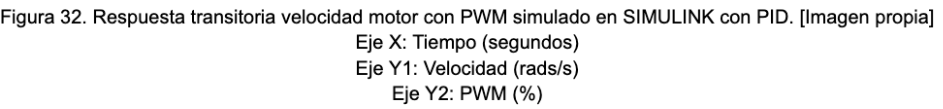 Figura 32. Respuesta transitoria velocidad motor con PWM simulado en SIMULINK con PID. [Imagen propia]
Eje X: Tiempo (segundos)
Eje Y1: Velocidad (rads/s)
Eje Y2: PWM (%)